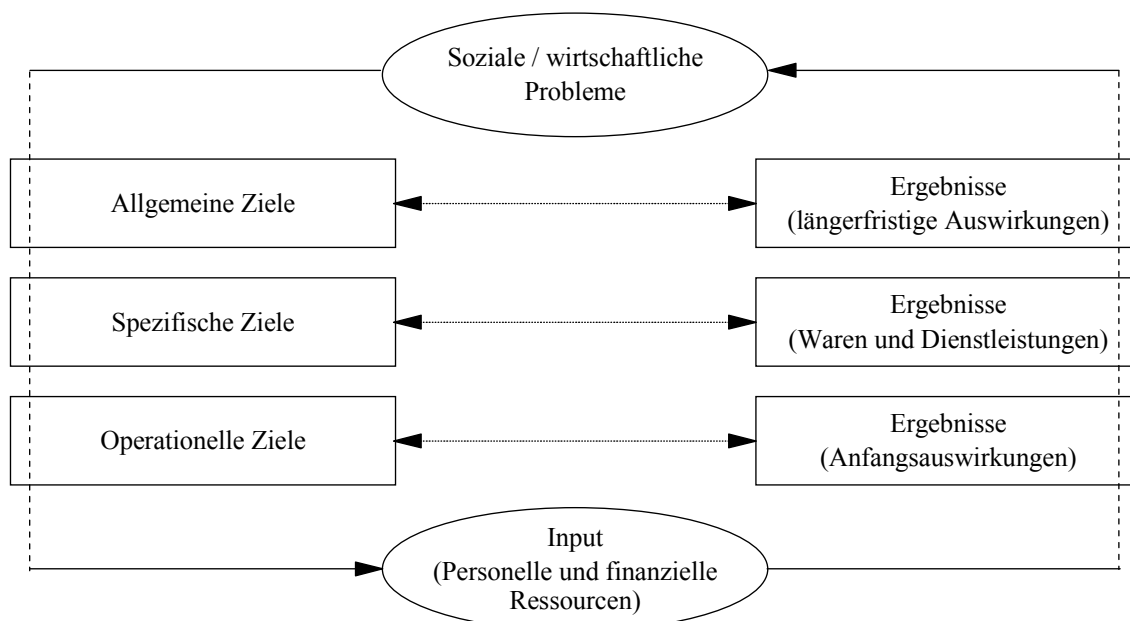 Soziale / wirtschaftliche
Probleme
Allgemeine Ziele
Ergebnisse
(längerfristige Auswirkungen)
Spezifische Ziele
Ergebnisse
(Waren und Dienstleistungen)
Operationelle Ziele
Ergebnisse
(Anfangsauswirkungen)
Input
(Personelle und finanzielle
Ressourcen)